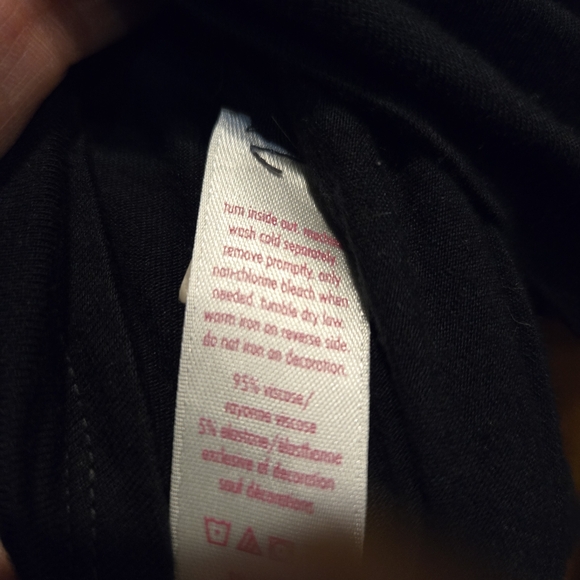 turn inside out, machine
wash cold separately,
remove promptly, only
non-chlorine bleach when
needed, tumble dry low.
warm iron on reverse side.
do not iron on decoration.
95% viscose/
rayonne viscose
5% elastane/élasthanne
exclusive of decoration
sauf décorations